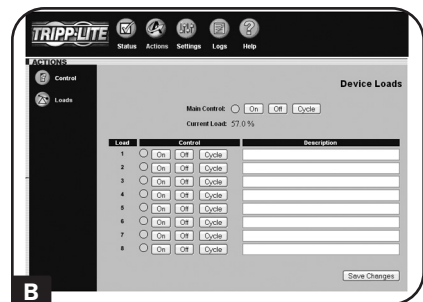 TRIPP·LITE
Status Actions Settings Logs Help
ACTIONS
Control
Loads
Device Loads
Main Control: On Off Cycle
Current Load: 57.0 %
Load Control Description
1 On Off Cycle
2 On Off Cycle
3 On Off Cycle
4 On Off Cycle
5 On Off Cycle
6 On Off Cycle
7 On Off Cycle
8 On Off Cycle
Save Changes
B